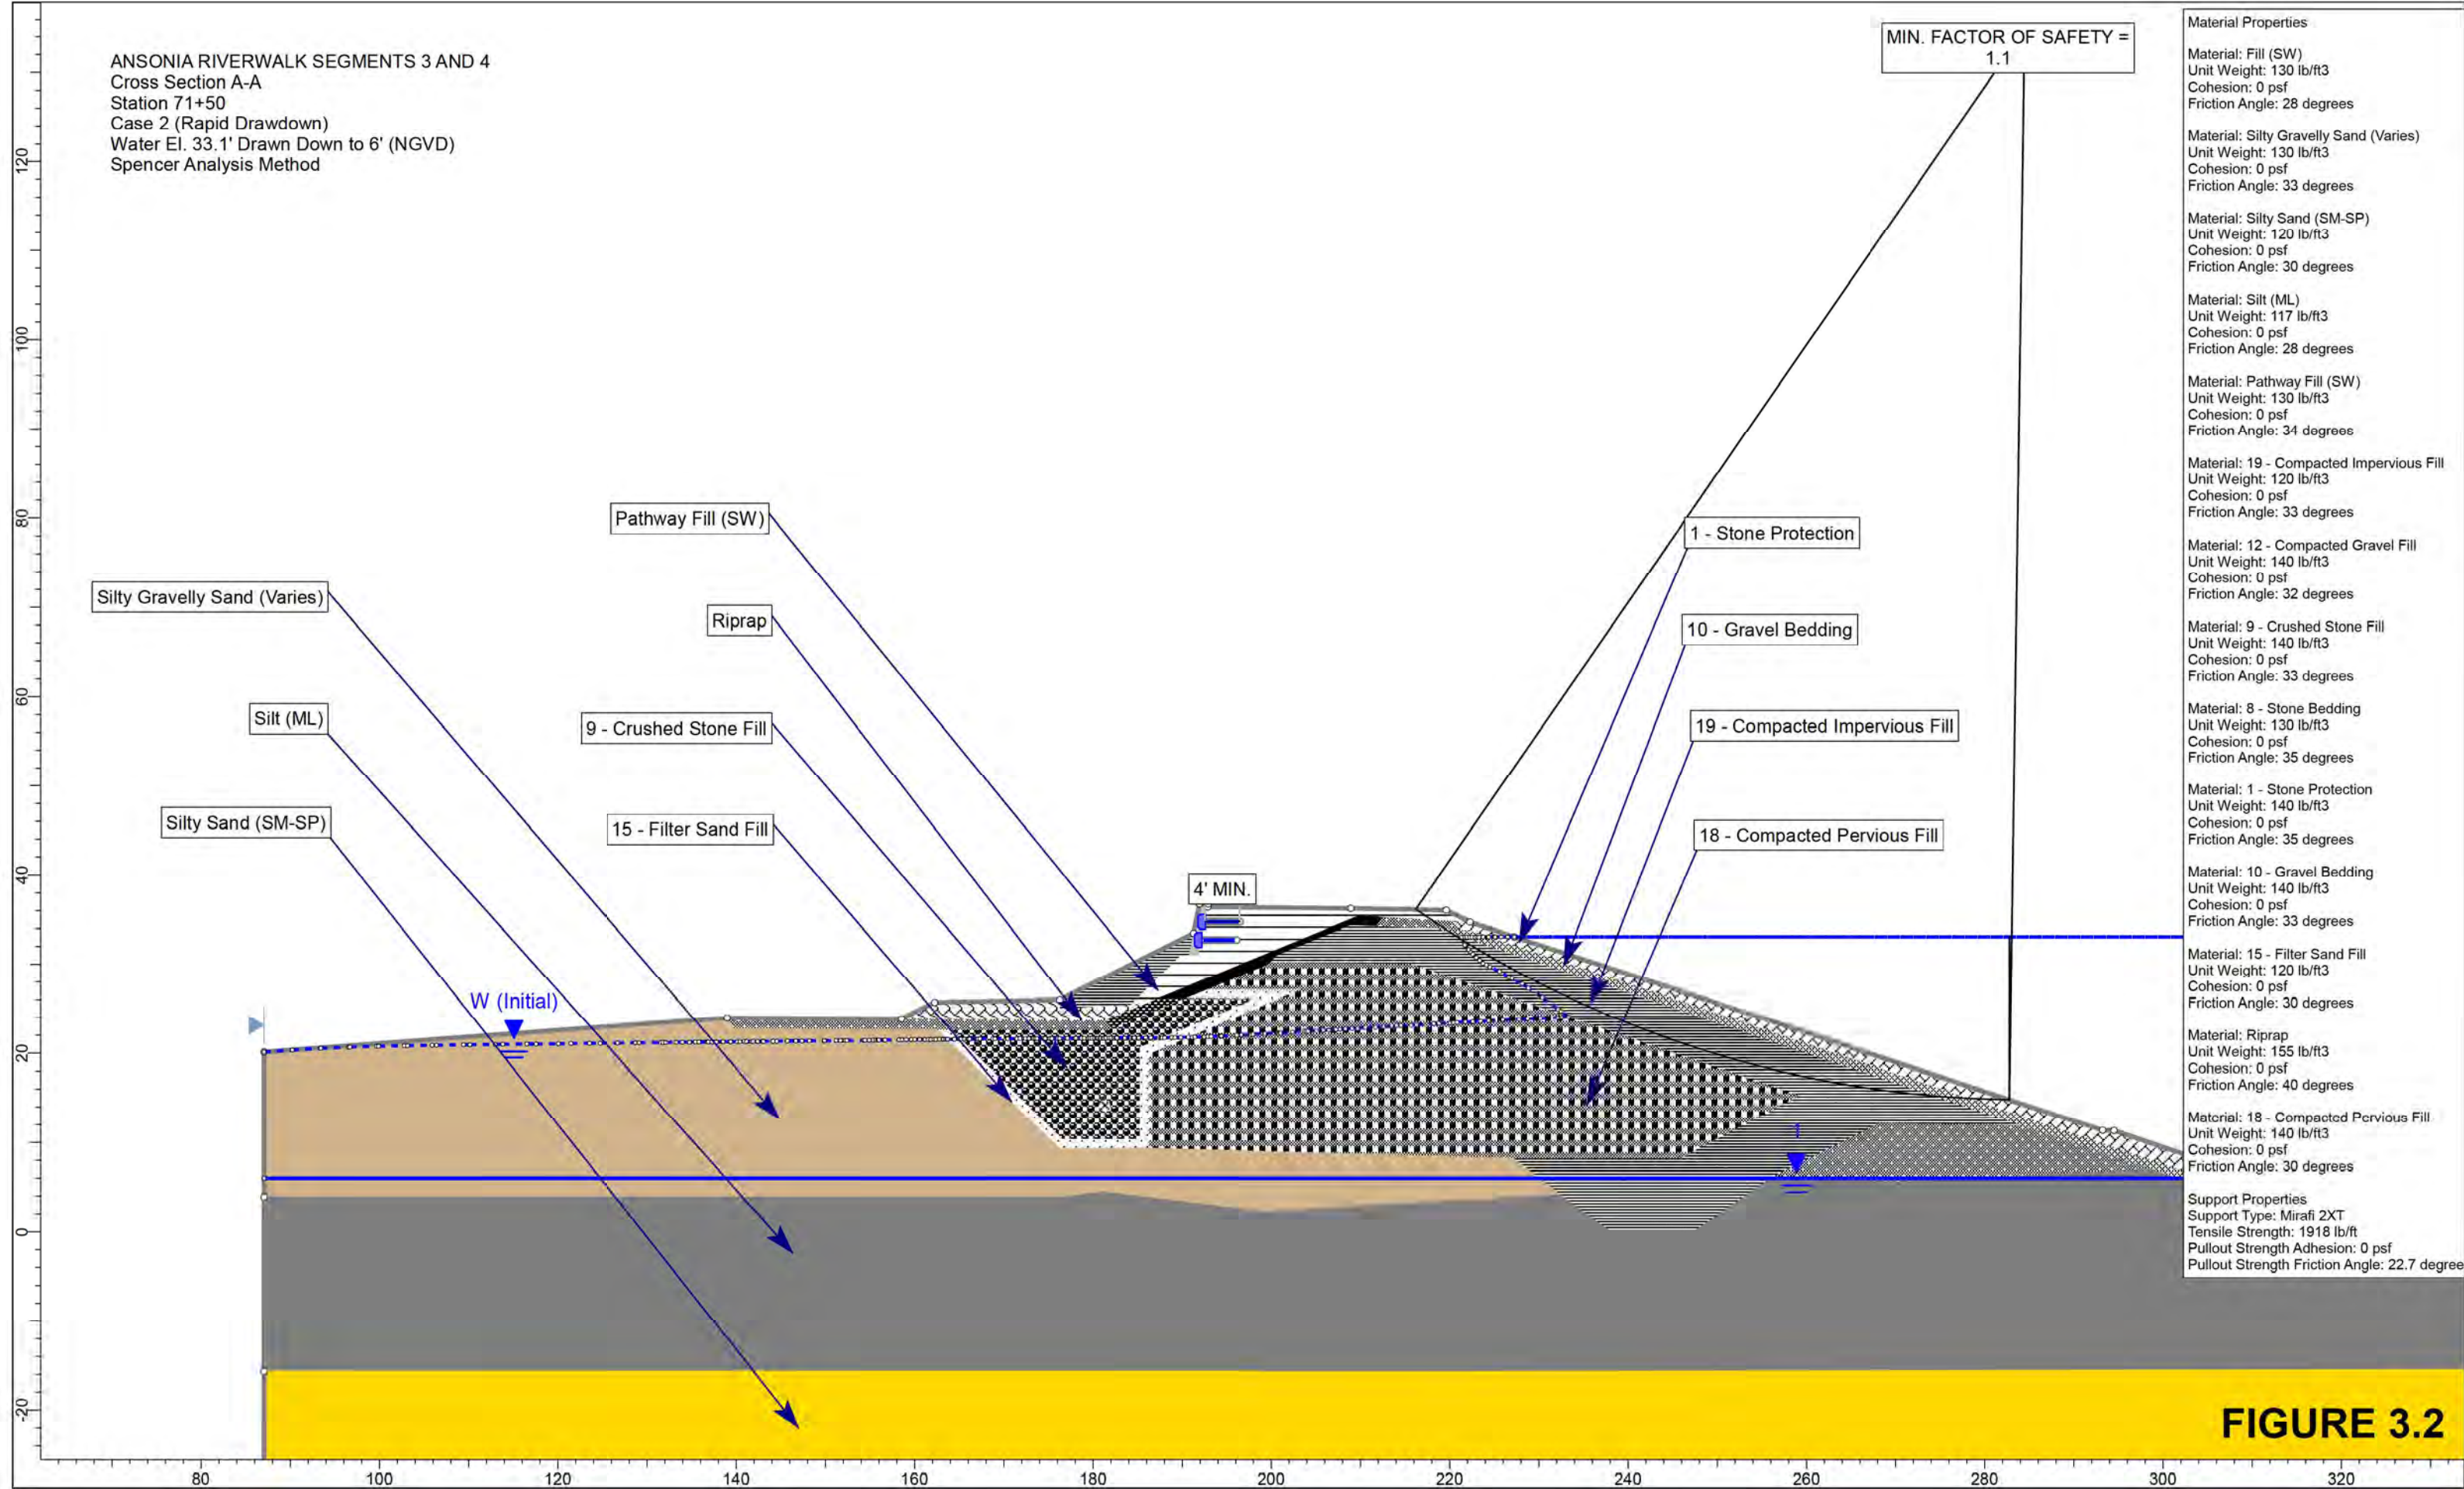 ANSONIA RIVERWALK SEGMENTS 3 AND 4
Cross Section A-A
Station 71+50
Case 2 (Rapid Drawdown)
Water El. 33.1' Drawn Down to 6' (NGVD)
Spencer Analysis Method
MIN. FACTOR OF SAFETY =
1.1
Pathway Fill (SW)
Silty Gravelly Sand (Varies)
Riprap
Silt (ML)
9 - Crushed Stone Fill
Silty Sand (SM-SP)
15 - Filter Sand Fill
1 - Stone Protection
10 - Gravel Bedding
19 - Compacted Impervious Fill
18 - Compacted Pervious Fill
4' MIN.
W (Initial)
Material Properties
Material: Fill (SW)
Unit Weight: 130 lb/ft3
Cohesion: 0 psf
Friction Angle: 28 degrees
Material: Silty Gravelly Sand (Varies)
Unit Weight: 130 lb/ft3
Cohesion: 0 psf
Friction Angle: 33 degrees
Material: Silty Sand (SM-SP)
Unit Weight: 120 lb/ft3
Cohesion: 0 psf
Friction Angle: 30 degrees
Material: Silt (ML)
Unit Weight: 117 lb/ft3
Cohesion: 0 psf
Friction Angle: 28 degrees
Material: Pathway Fill (SW)
Unit Weight: 130 lb/ft3
Cohesion: 0 psf
Friction Angle: 34 degrees
Material: 19 - Compacted Impervious Fill
Unit Weight: 120 lb/ft3
Cohesion: 0 psf
Friction Angle: 33 degrees
Material: 12 - Compacted Gravel Fill
Unit Weight: 140 lb/ft3
Cohesion: 0 psf
Friction Angle: 32 degrees
Material: 9 - Crushed Stone Fill
Unit Weight: 140 lb/ft3
Cohesion: 0 psf
Friction Angle: 33 degrees
Material: 8 - Stone Bedding
Unit Weight: 130 lb/ft3
Cohesion: 0 psf
Friction Angle: 35 degrees
Material: 1 - Stone Protection
Unit Weight: 140 lb/ft3
Cohesion: 0 psf
Friction Angle: 35 degrees
Material: 10 - Gravel Bedding
Unit Weight: 140 lb/ft3
Cohesion: 0 psf
Friction Angle: 33 degrees
Material: 15 - Filter Sand Fill
Unit Weight: 120 lb/ft3
Cohesion: 0 psf
Friction Angle: 30 degrees
Material: Riprap
Unit Weight: 155 lb/ft3
Cohesion: 0 psf
Friction Angle: 40 degrees
Material: 18 - Compacted Pervious Fill
Unit Weight: 140 lb/ft3
Cohesion: 0 psf
Friction Angle: 30 degrees
Support Properties
Support Type: Mirafi 2XT
Tensile Strength: 1918 lb/ft
Pullout Strength Adhesion: 0 psf
Pullout Strength Friction Angle: 22.7 degree
FIGURE 3.2
120
100
80
60
40
20
0
-20
80 100 120 140 160 180 200 220 240 260 280 300 320